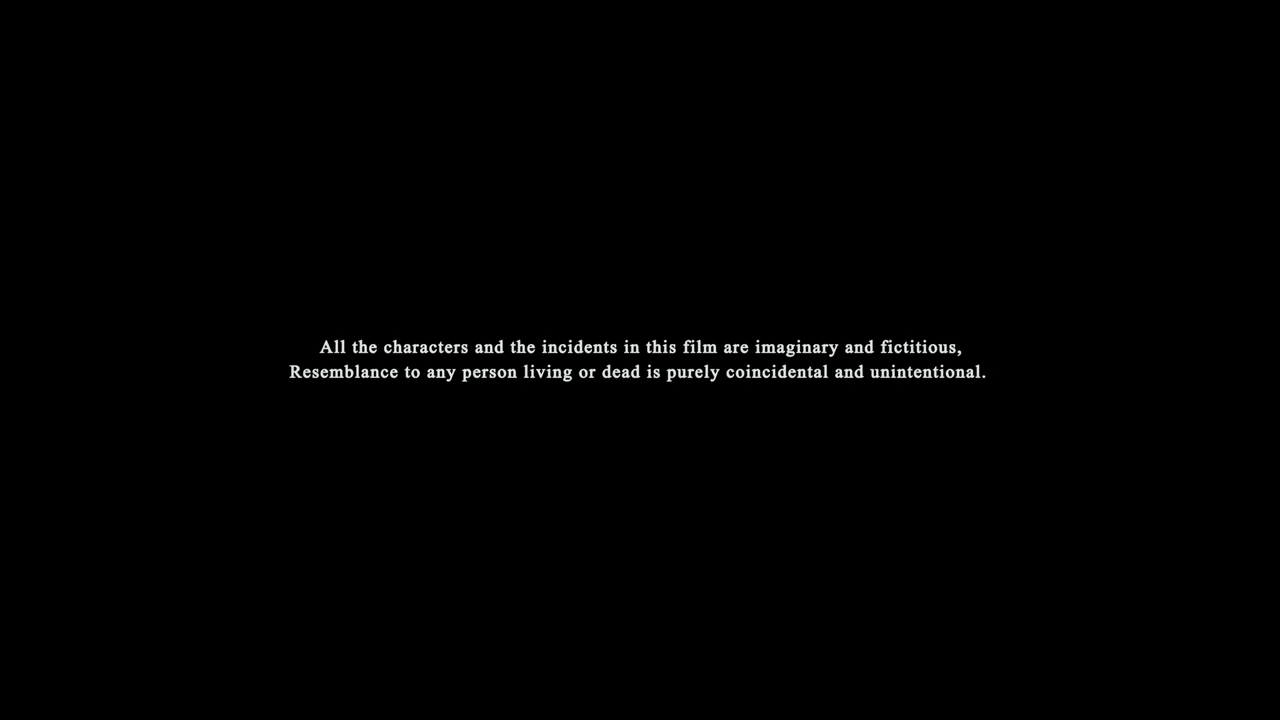 All the characters and the incidents in this film are imaginary and fictitious,
Resemblance to any person living or dead is purely coincidental and unintentional.